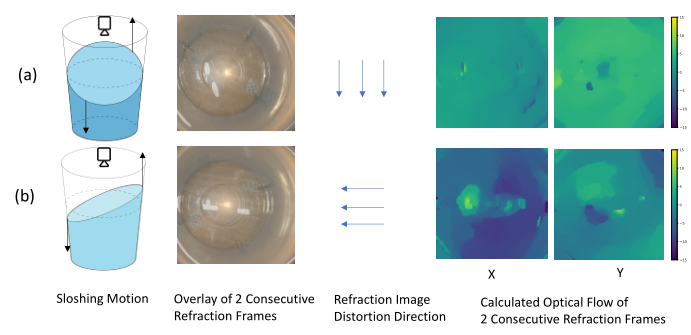 (a)
15
10
5
0
−5
−10
−15
(b)
15
10
5
0
−5
−10
−15
X
Y
Sloshing Motion
Overlay of 2 Consecutive
Refraction Frames
Refraction Image
Distortion Direction
Calculated Optical Flow of
2 Consecutive Refraction Frames